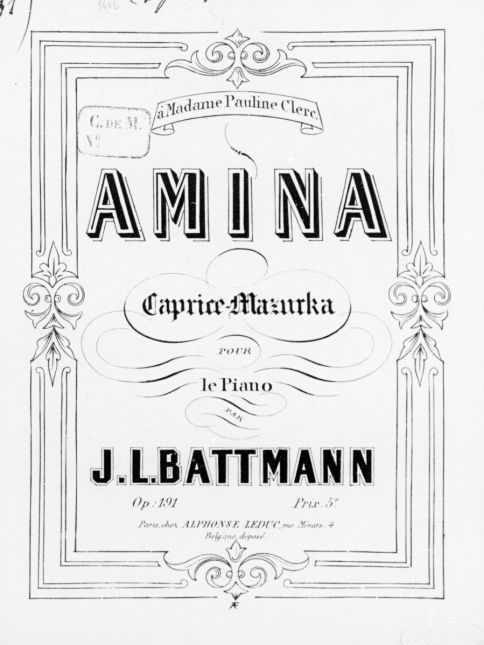 à Madame Pauline Clerc.
C. DE M.
Nº
AMINA
Caprice-Mazurka
POUR
le Piano
PAR
J.L.BATTMANN
Op: 191 Prix: 5f
Paris, chez ALPHONSE LEDUC, rue Ménars, 4
Belgique, déposé.